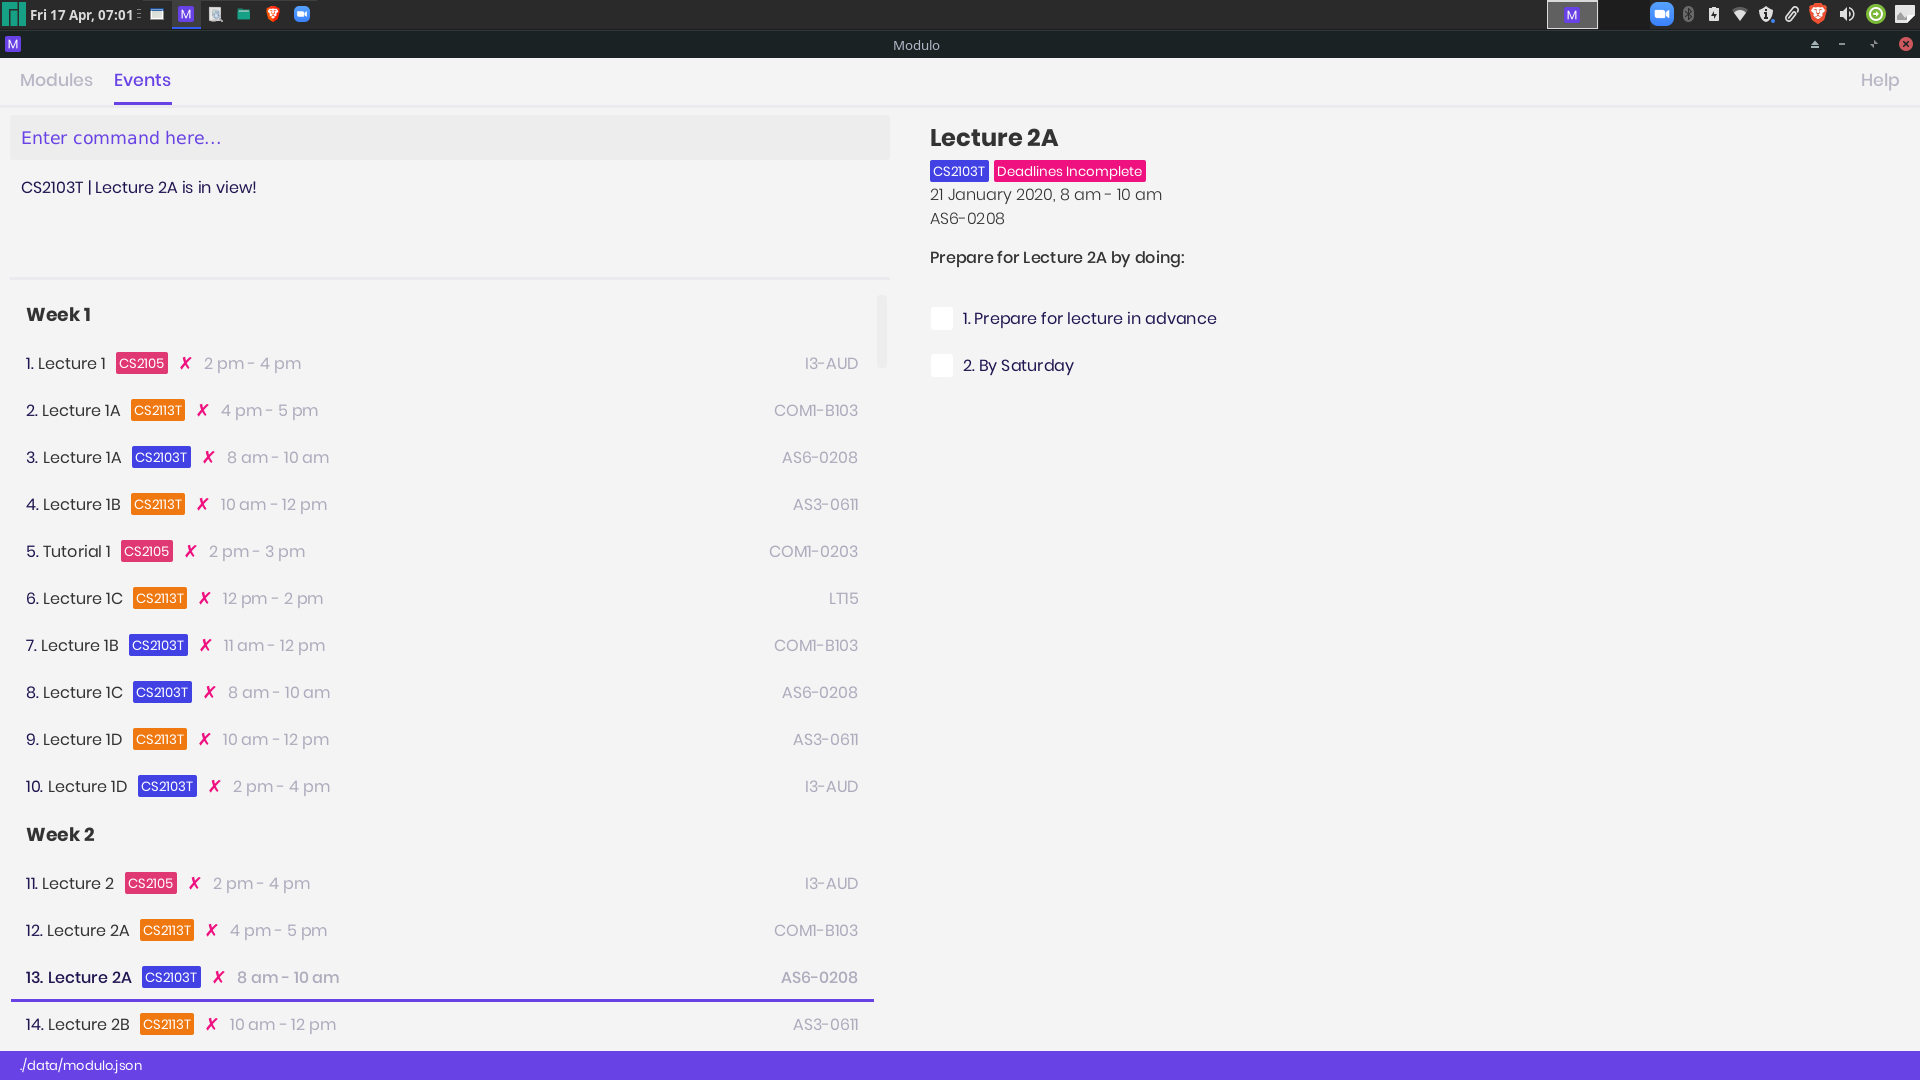 Fri 17 Apr, 07:01
M
M
M
Modulo
Modules Events Help
Enter command here...
CS2103T | Lecture 2A is in view!
Week 1
1. Lecture 1 CS2105 ✗ 2 pm - 4 pm I3-AUD
2. Lecture 1A CS2113T ✗ 4 pm - 5 pm COM1-B103
3. Lecture 1A CS2103T ✗ 8 am - 10 am AS6-0208
4. Lecture 1B CS2113T ✗ 10 am - 12 pm AS3-0611
5. Tutorial 1 CS2105 ✗ 2 pm - 3 pm COM1-0203
6. Lecture 1C CS2113T ✗ 12 pm - 2 pm LT15
7. Lecture 1B CS2103T ✗ 11 am - 12 pm COM1-B103
8. Lecture 1C CS2103T ✗ 8 am - 10 am AS6-0208
9. Lecture 1D CS2113T ✗ 10 am - 12 pm AS3-0611
10. Lecture 1D CS2103T ✗ 2 pm - 4 pm I3-AUD
Week 2
11. Lecture 2 CS2105 ✗ 2 pm - 4 pm I3-AUD
12. Lecture 2A CS2113T ✗ 4 pm - 5 pm COM1-B103
13. Lecture 2A CS2103T ✗ 8 am - 10 am AS6-0208
14. Lecture 2B CS2113T ✗ 10 am - 12 pm AS3-0611
Lecture 2A
CS2103T Deadlines Incomplete
21 January 2020, 8 am - 10 am
AS6-0208
Prepare for Lecture 2A by doing:
1. Prepare for lecture in advance
2. By Saturday
./data/modulo.json